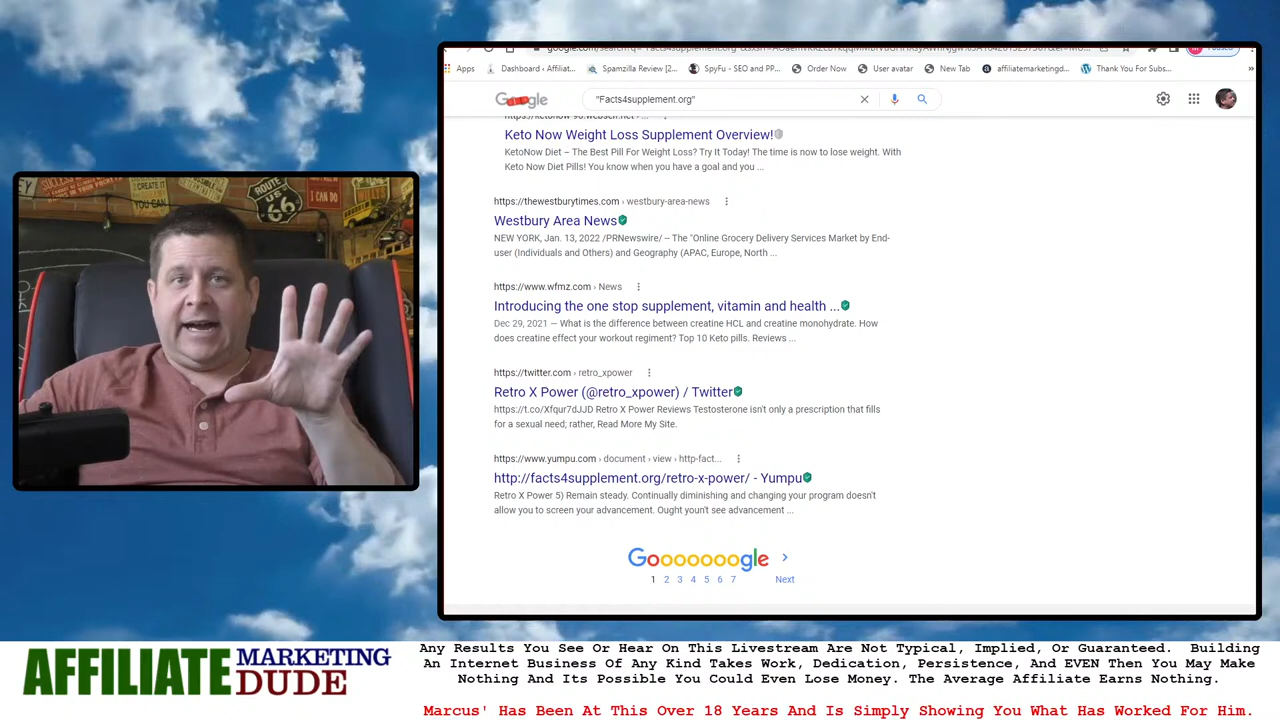 Apps
Dashboard ‹ Affiliat...
Spamzilla Review [2...
SpyFu - SEO and PP...
Order Now
User avatar
New Tab
affiliatemarketingd...
Thank You For Subs...
»
Google
"Facts4supplement.org"
Keto Now Weight Loss Supplement Overview!
KetoNow Diet – The Best Pill For Weight Loss? Try It Today! The time is now to lose weight. With
Keto Now Diet Pills! You know when you have a goal and you ...
https://thewestburytimes.com › westbury-area-news
Westbury Area News
NEW YORK, Jan. 13, 2022 /PRNewswire/ -- The "Online Grocery Delivery Services Market by End-
user (Individuals and Others) and Geography (APAC, Europe, North ...
https://www.wfmz.com › News
Introducing the one stop supplement, vitamin and health ...
Dec 29, 2021 — What is the difference between creatine HCL and creatine monohydrate. How
does creatine effect your workout regiment? Top 10 Keto pills. Reviews ...
https://twitter.com › retro_xpower
Retro X Power (@retro_xpower) / Twitter
https://t.co/Xfqur7dJJD Retro X Power Reviews Testosterone isn't only a prescription that fills
for a sexual need; rather, Read More My Site.
https://www.yumpu.com › document › view › http-fact...
http://facts4supplement.org/retro-x-power/ - Yumpu
Retro X Power 5) Remain steady. Continually diminishing and changing your program doesn't
allow you to screen your advancement. Ought youn't see advancement ...
Goooooooogle
1 2 3 4 5 6 7 Next
CREATE IT
YOU CAN
ROUTE
US
66
I CAN DO
AFFILIATE MARKETING DUDE
Any Results You See Or Hear On This Livestream Are Not Typical, Implied, Or Guaranteed. Building
An Internet Business Of Any Kind Takes Work, Dedication, Persistence, And EVEN Then You May Make
Nothing And Its Possible You Could Even Lose Money. The Average Affiliate Earns Nothing.
Marcus' Has Been At This Over 18 Years And Is Simply Showing You What Has Worked For Him.